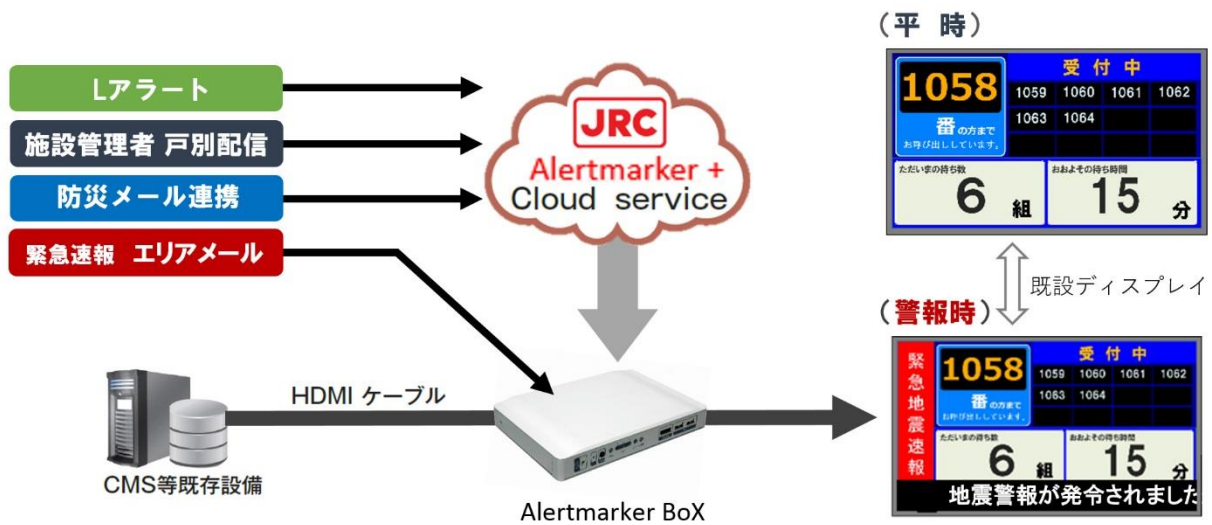 Lアラート
施設管理者 戸別配信
防災メール連携
緊急速報 エリアメール
JRC
Alertmarker +
Cloud service
HDMI ケーブル
CMS等既存設備
Alertmarker BoX
(平 時)
1058
番の方まで
お呼び出ししています。
受付中
1059 1060 1061 1062
1063 1064
ただいまの待ち数
6 組
おおよその待ち時間
15 分
既設ディスプレイ
(警報時)
緊急地震速報
1058
番の方まで
お呼び出ししています。
受付中
1059 1060 1061 1062
1063 1064
ただいまの待ち数
6 組
おおよその待ち時間
15 分
地震警報が発令されました